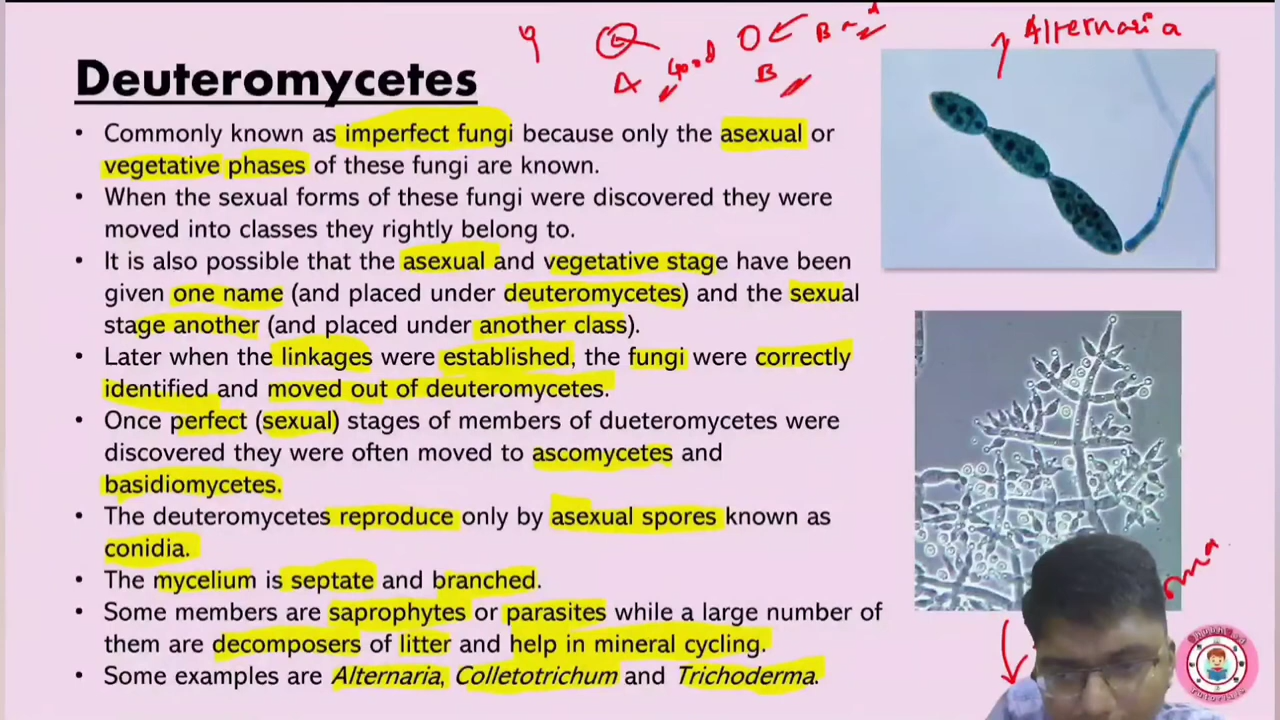 Alternaria
A Good B
Deuteromycetes
• Commonly known as imperfect fungi because only the asexual or
vegetative phases of these fungi are known.
• When the sexual forms of these fungi were discovered they were
moved into classes they rightly belong to.
• It is also possible that the asexual and vegetative stage have been
given one name (and placed under deuteromycetes) and the sexual
stage another (and placed under another class).
• Later when the linkages were established, the fungi were correctly
identified and moved out of deuteromycetes.
• Once perfect (sexual) stages of members of dueteromycetes were
discovered they were often moved to ascomycetes and
basidiomycetes.
• The deuteromycetes reproduce only by asexual spores known as
conidia.
• The mycelium is septate and branched.
• Some members are saprophytes or parasites while a large number of
them are decomposers of litter and help in mineral cycling.
• Some examples are Alternaria, Colletotrichum and Trichoderma.